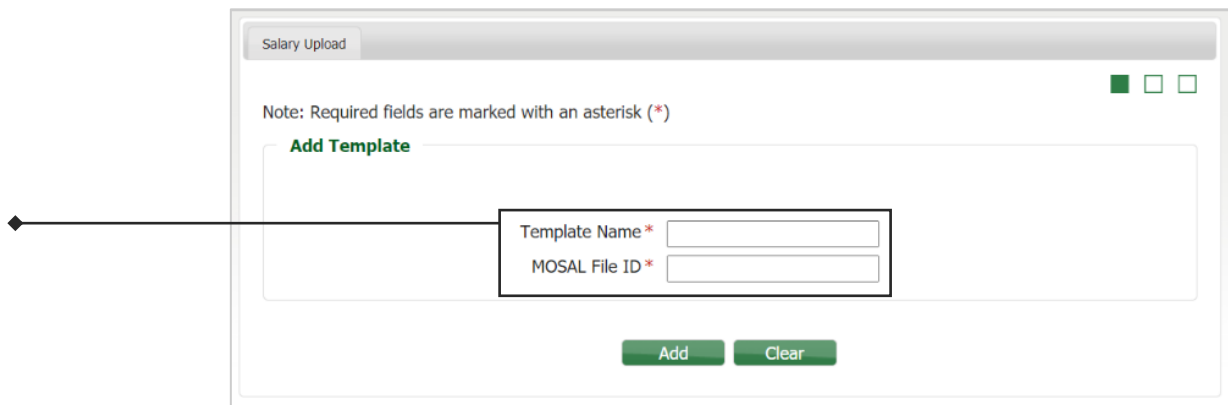 Salary Upload
Note: Required fields are marked with an asterisk (*)
Add Template
Template Name *
MOSAL File ID *
Add Clear